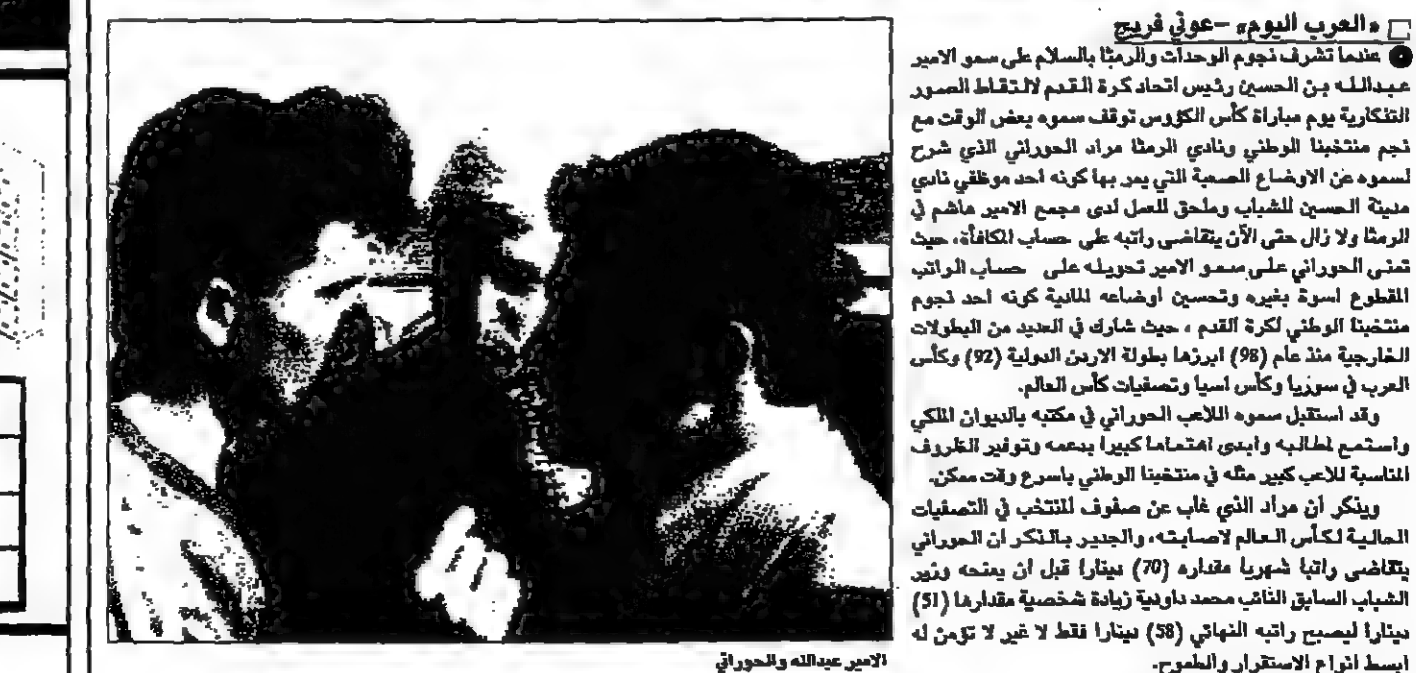 «العرب اليوم» -عوني فريج
عندما تشرف نجوم الوحدات والرمثا بالسلام على سمو الامير
عبدالله بن الحسين رئيس اتحاد كرة القدم لالتقاط الصور
التذكارية يوم مباراة كأس الكؤوس توقف سموه بعض الوقت مع
نجم منتخبنا الوطني ونادي الرمثا مراد الحوراني الذي شرح
لسموه عن الاوضاع الصعبة التي يمر بها كونه احد موظفي نادي
مدينة الحسين للشباب وملحق للعمل لدى مجمع الامير هاشم في
الرمثا ولا زال حتى الآن يتقاضى راتبه على حساب المكافأة، حيث
تمنى الحوراني على سمو الامير تحويله على حساب الراتب
المقطوع اسوة بغيره وتحسين اوضاعه المادية كونه احد نجوم
منتخبنا الوطني لكرة القدم ، حيث شارك في العديد من البطولات
الخارجية منذ عام (98) ابرزها بطولة الاردن الدولية (92) وكأس
العرب في سوريا وكأس اسيا وتصفيات كأس العالم.
وقد استقبل سموه اللاعب الحوراني في مكتبه بالديوان الملكي
واستمع لمطالبه وابدى اهتماما كبيرا بدعمه وتوفير الظروف
المناسبة للاعب كبير مثله في منتخبنا الوطني باسرع وقت ممكن.
ويذكر ان مراد الذي غاب عن صفوف المنتخب في التصفيات
الحالية لكأس العالم لاصابته، والجدير بالذكر ان الحوراني
يتقاضى راتبا شهريا مقداره (70) دينارا قبل ان يمنحه وزير
الشباب السابق النائب محمد داودية زيادة شخصية مقدارها (51)
دينارا ليصبح راتبه النهائي (58) دينارا فقط لا غير لا تؤمن له
ابسط انواع الاستقرار والطموح.
الامير عبدالله والحوراني